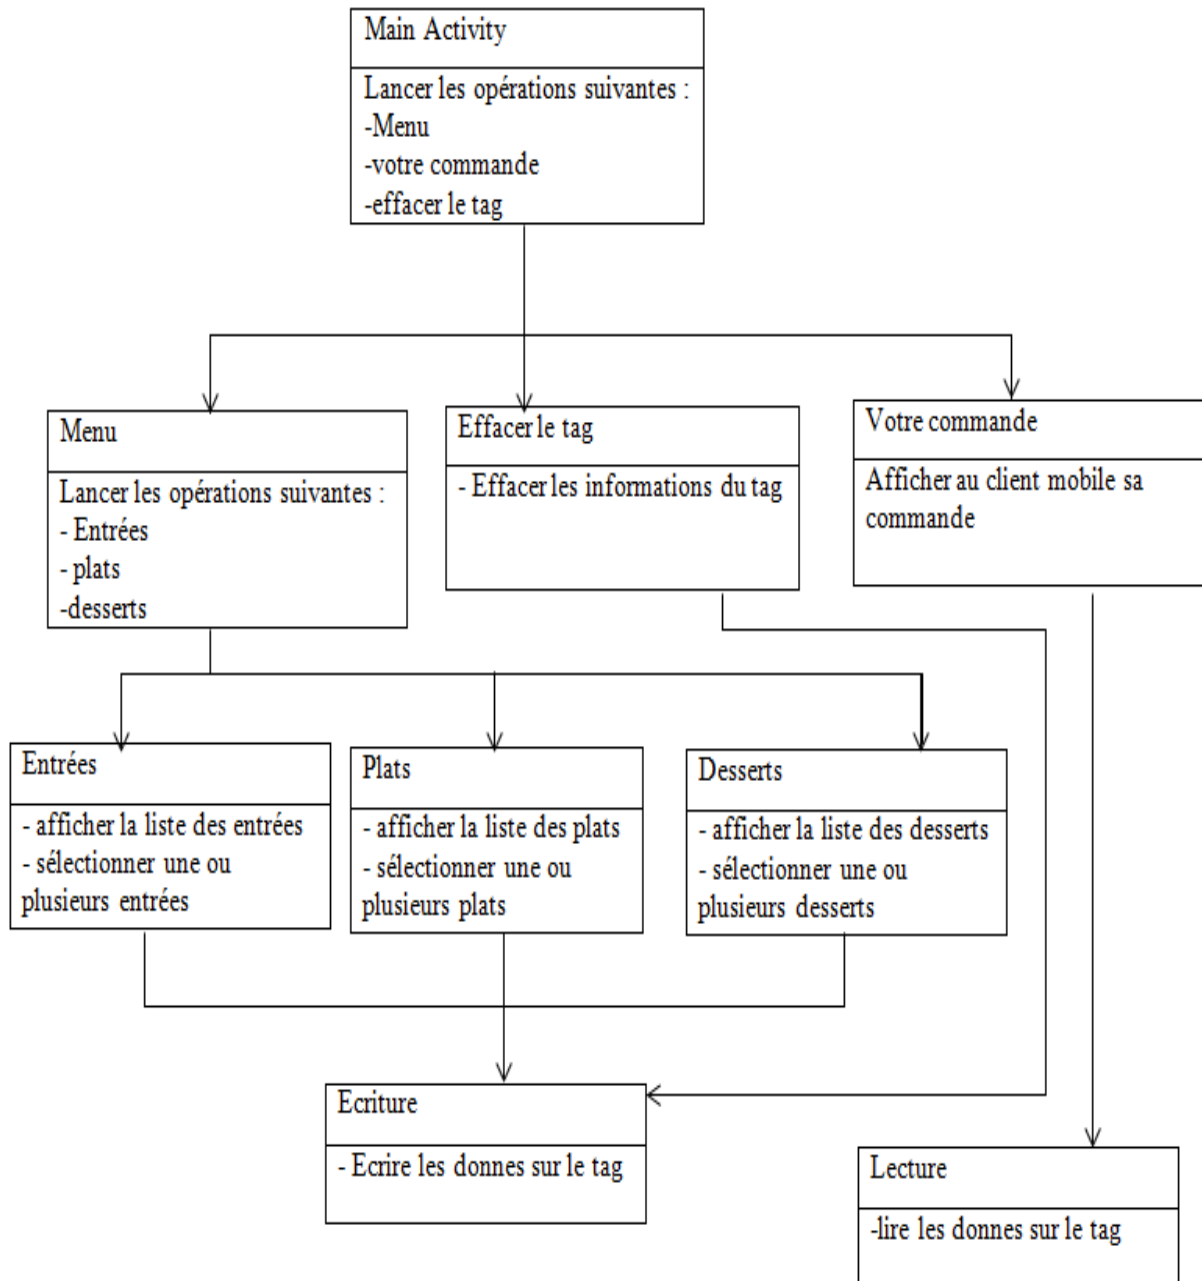 Main Activity
Lancer les opérations suivantes :
-Menu
-votre commande
-effacer le tag
Menu
Lancer les opérations suivantes :
- Entrées
- plats
-desserts
Effacer le tag
- Effacer les informations du tag
Votre commande
Afficher au client mobile sa
commande
Entrées
- afficher la liste des entrées
- sélectionner une ou
plusieurs entrées
Plats
- afficher la liste des plats
- sélectionner une ou
plusieurs plats
Desserts
- afficher la liste des desserts
- sélectionner une ou
plusieurs desserts
Ecriture
- Ecrire les donnes sur le tag
Lecture
-lire les donnes sur le tag